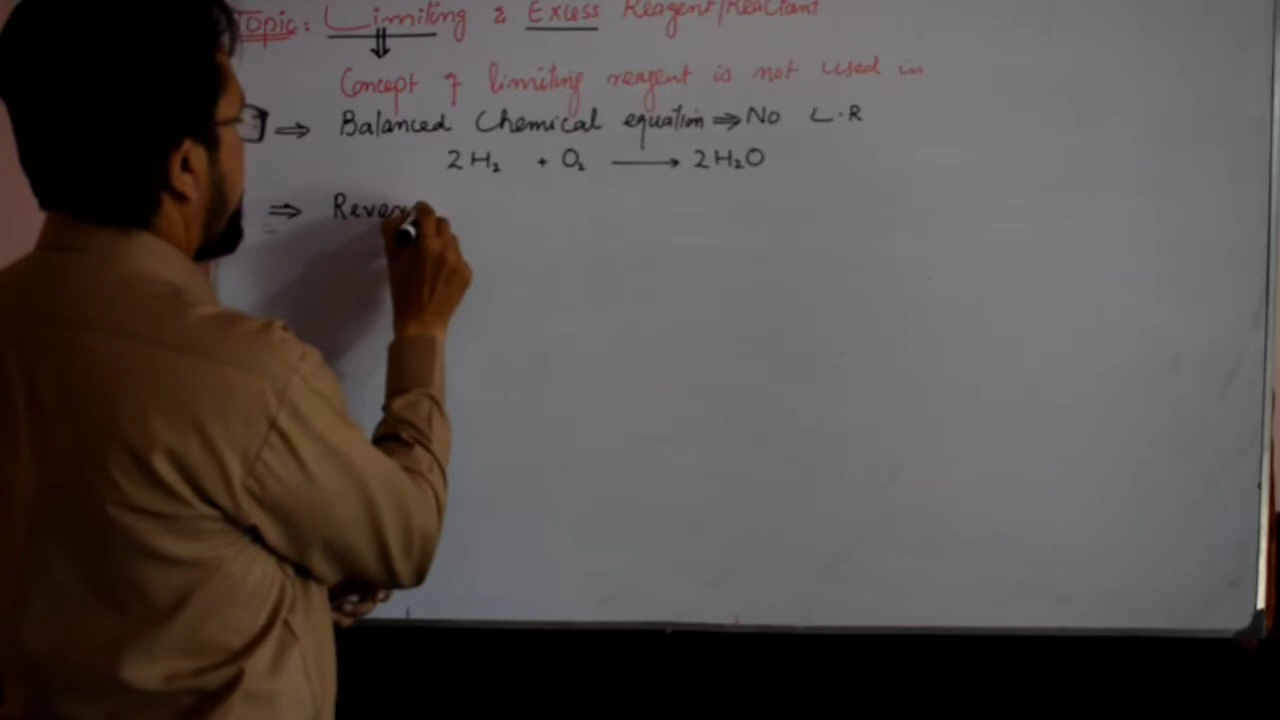 Topic: Limiting & Excess Reagent/Reactant
⇓
Concept of limiting reagent is not used in
⇒ Balanced Chemical equation ⇒ No L.R
2H₂ + O₂ ⟶ 2H₂O
⇒ Rever